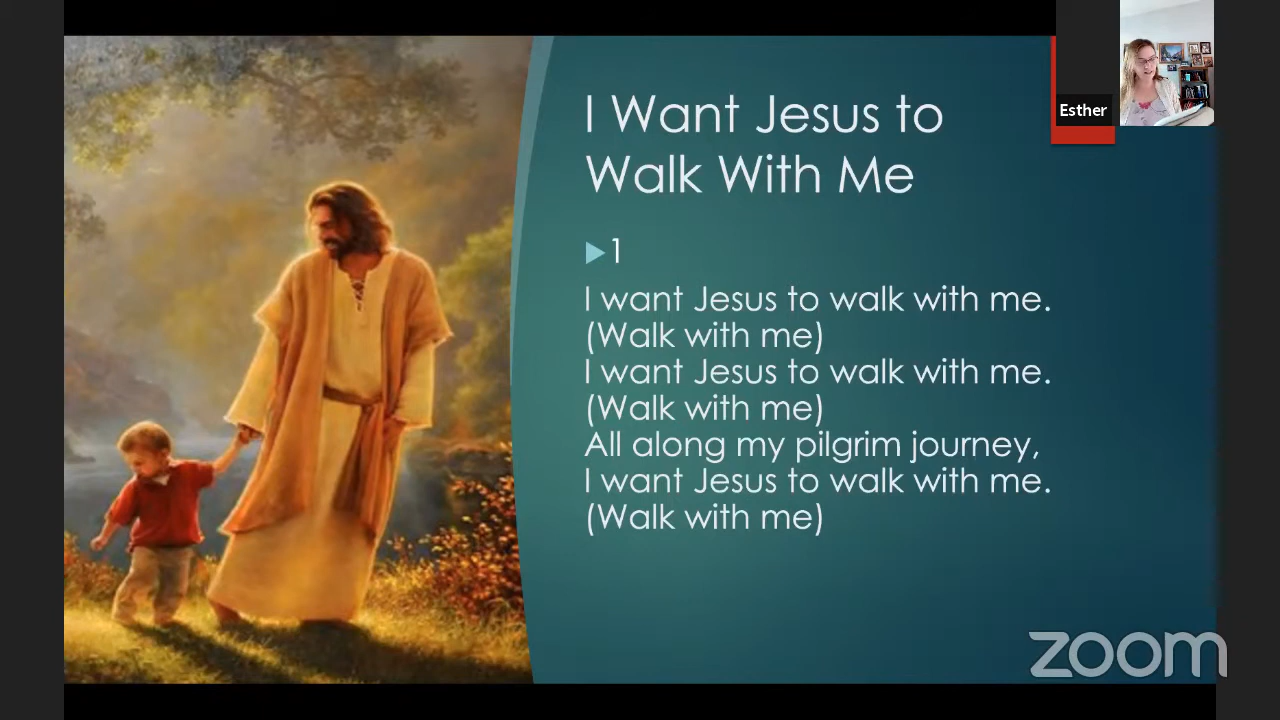 I Want Jesus to
Walk With Me
1
I want Jesus to walk with me.
(Walk with me)
I want Jesus to walk with me.
(Walk with me)
All along my pilgrim journey,
I want Jesus to walk with me.
(Walk with me)
Esther
zoom